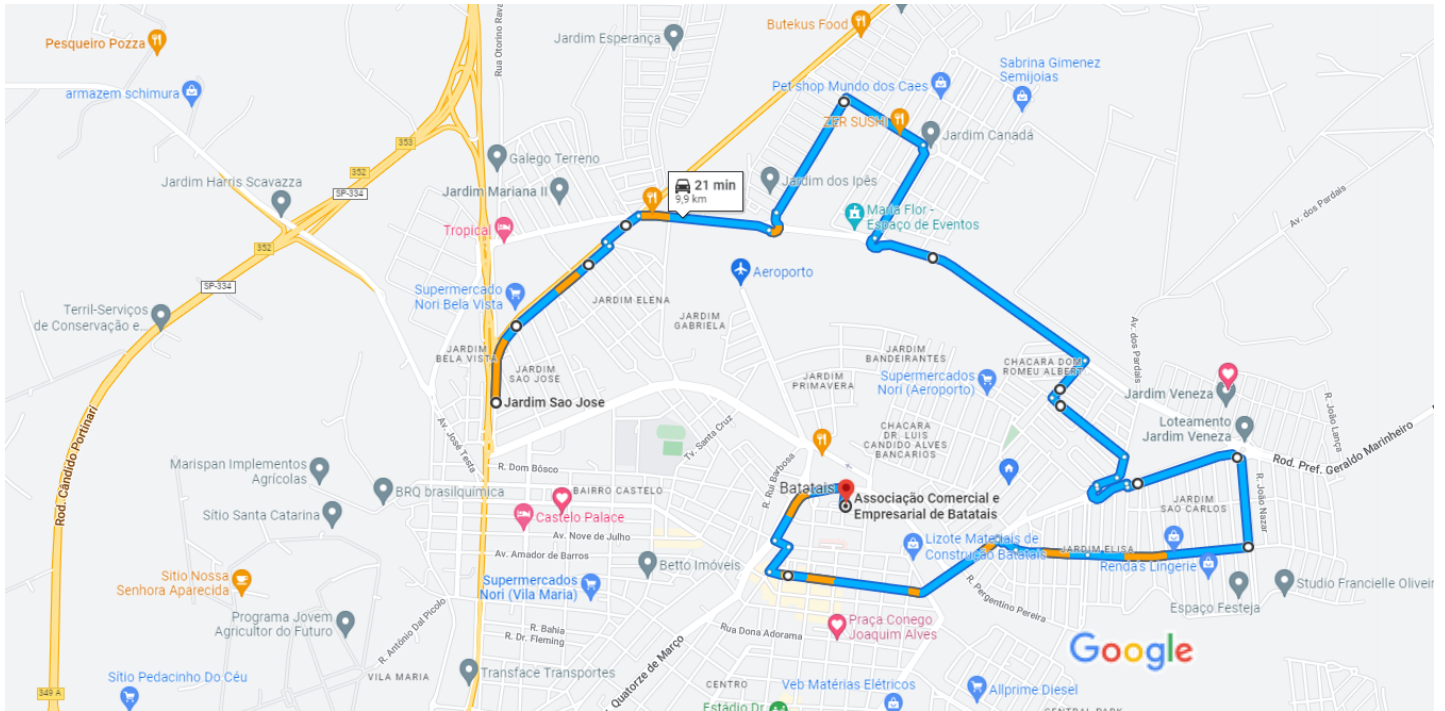 Butekus Food
Pesqueiro Pozza
Jardim Esperança
Sabrina Gimenez
Semijoias
armazem schimura
Pet shop Mundo dos Caes
ZER SUSHI
Jardim Canadá
353
352
SP-334
Galego Terreno
Jardim Harris Scavazza
Jardim Mariana II
21 min
9,9 km
Jardim dos Ipês
Maria Flor -
Espaço de Eventos
Av. dos Pardais
Tropical
352
SP-334
Aeroporto
Supermercado
Nori Bela Vista
JARDIM ELENA
Terril-Serviços
de Conservação e...
JARDIM
GABRIELA
JARDIM
BELA VISTA
JARDIM
SAO JOSE
JARDIM
BANDEIRANTES
CHACARA DOM
ROMEU ALBERT
Av. dos Pardais
JARDIM
PRIMAVERA
Supermercados
Nori (Aeroporto)
Jardim Veneza
Jardim Sao Jose
R. João Lança
Rod. Cândido Portinari
Av. José Testa
Tv. Santa Cruz
CHACARA
DR. LUIS
CANDIDO ALVES
BANCARIOS
Loteamento
Jardim Veneza
Rod. Pref. Geraldo Marinheiro
Marispan Implementos
Agrícolas
R. Dom Bósco
R. Rui Barbosa
BRQ brasilquímica
BAIRRO CASTELO
Batatais
Associação Comercial e
Empresarial de Batatais
JARDIM
SAO CARLOS
R. João Nazar
Sítio Santa Catarina
Castelo Palace
Av. Nove de Julho
Lizote Materiais de
Construção Batatais
JARDIM ELISA
Av. Amador de Barros
Betto Imóveis
Renda's Lingerie
Sitio Nossa
Senhora Aparecida
Supermercados
Nori (Vila Maria)
R. Pergentino Pereira
Studio Francielle Oliveir
Espaço Festeja
Programa Jovem
Agricultor do Futuro
R. Antônio Dal Picolo
R. Bahia
R. Dr. Fleming
Rua Dona Adorama
Praça Conego
Joaquim Alves
Google
Sítio Pedacinho Do Céu
VILA MARIA
Transface Transportes
Quatorze de Março
CENTRO
Veb Matérias Elétricos
Allprime Diesel
349 A
Estádio Dr
CENTRAL PARK